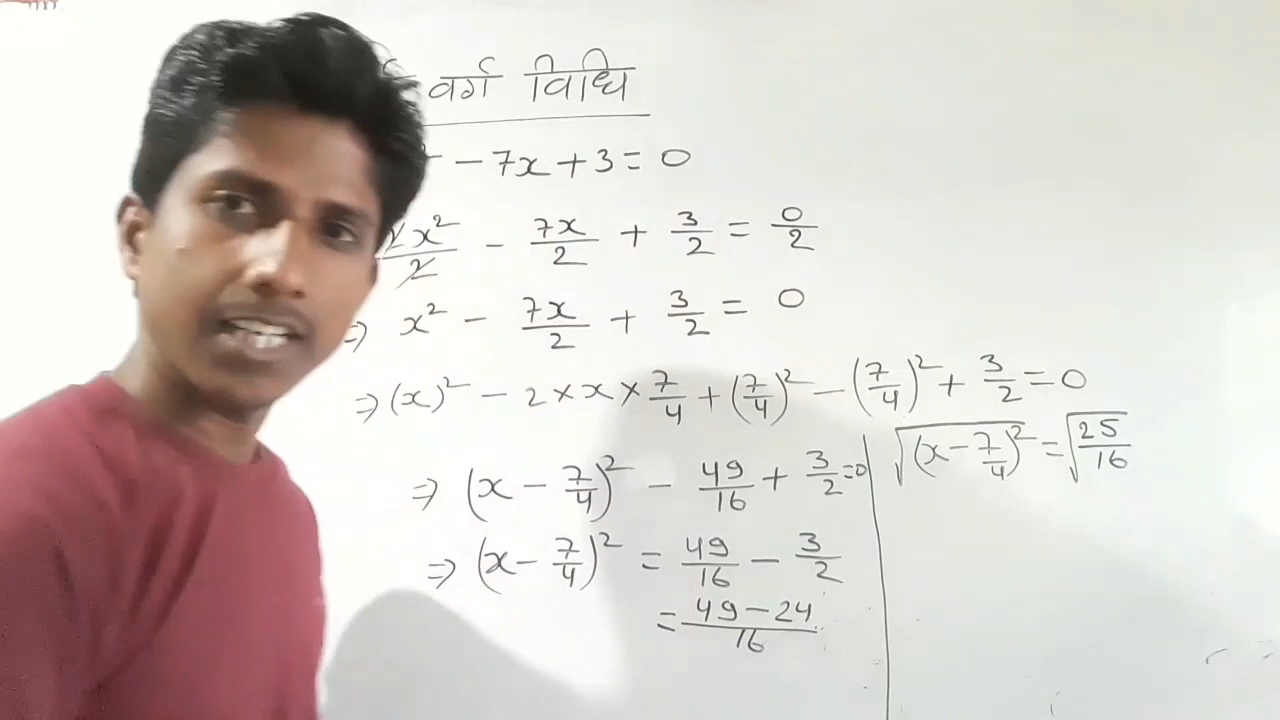 वर्ग विधि
- 7x + 3 = 0
2x²/2 - 7x/2 + 3/2 = 0/2
⇒ x² - 7x/2 + 3/2 = 0
⇒ (x)² - 2 × x × 7/4 + (7/4)² - (7/4)² + 3/2 = 0
⇒ (x - 7/4)² - 49/16 + 3/2 = 0
⇒ (x - 7/4)² = 49/16 - 3/2
= 49 - 24/16
√(x - 7/4)² = √25/16